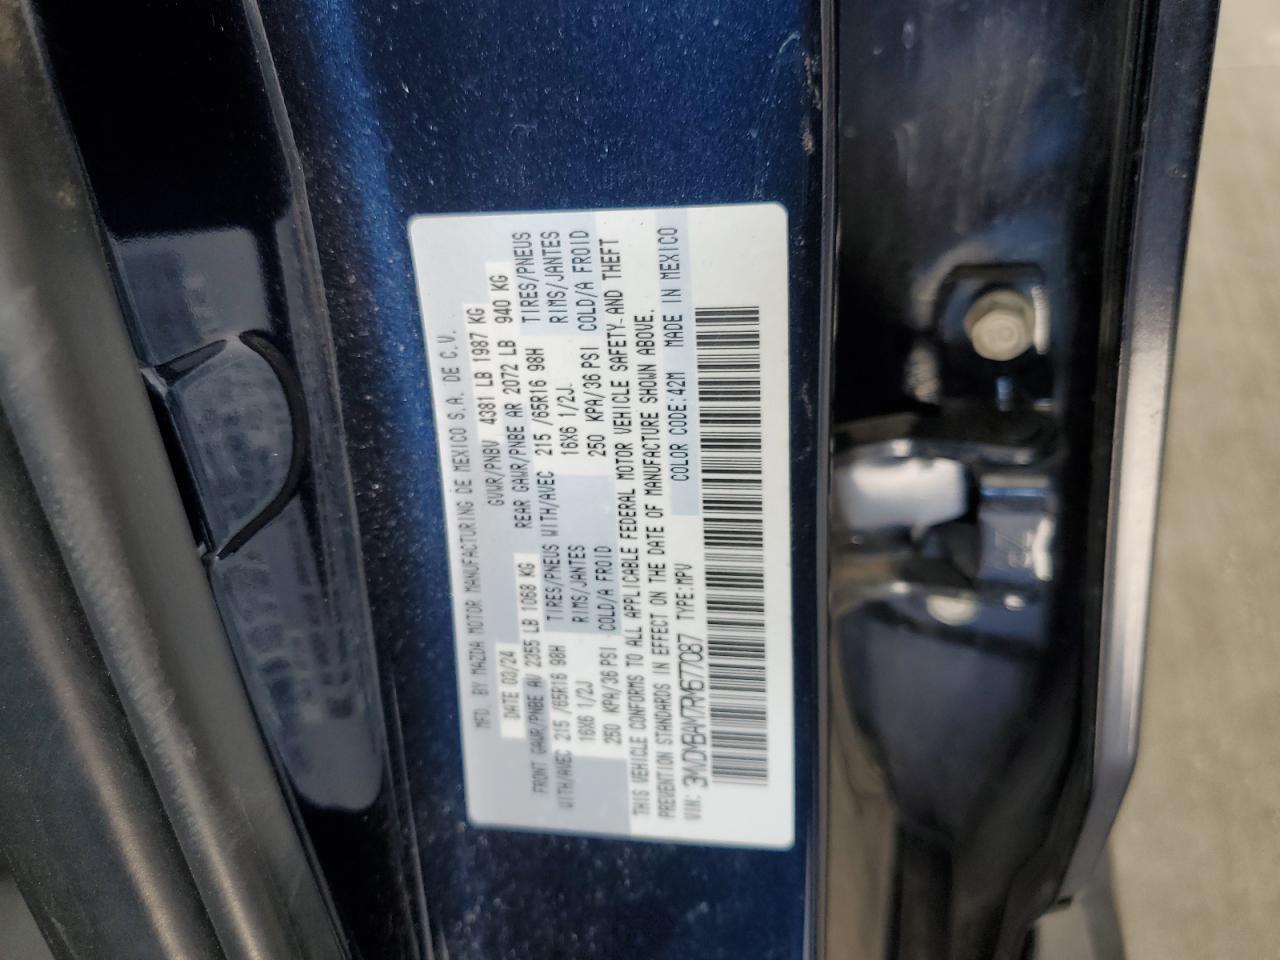 MFD. BY MAZDA MOTOR MANUFACTURING DE MEXICO S.A. DE C.V.
DATE 03/24 GVWR/PNBV 4381 LB 1987 KG
FRONT GAWR/PNBE AV 2355 LB 1068 KG REAR GAWR/PNBE AR 2072 LB 940 KG
WITH/AVEC 215 /65R16 98H TIRES/PNEUS WITH/AVEC 215 /65R16 98H TIRES/PNEUS
16X6 1/2J RIMS/JANTES 16X6 1/2J RIMS/JANTES
250 KPA/36 PSI COLD/A FROID 250 KPA/36 PSI COLD/A FROID
THIS VEHICLE CONFORMS TO ALL APPLICABLE FEDERAL MOTOR VEHICLE SAFETY AND THEFT
PREVENTION STANDARDS IN EFFECT ON THE DATE OF MANUFACTURE SHOWN ABOVE.
VIN: 3MVDMBAM7RM677087 TYPE:MPV COLOR CODE:42M MADE IN MEXICO